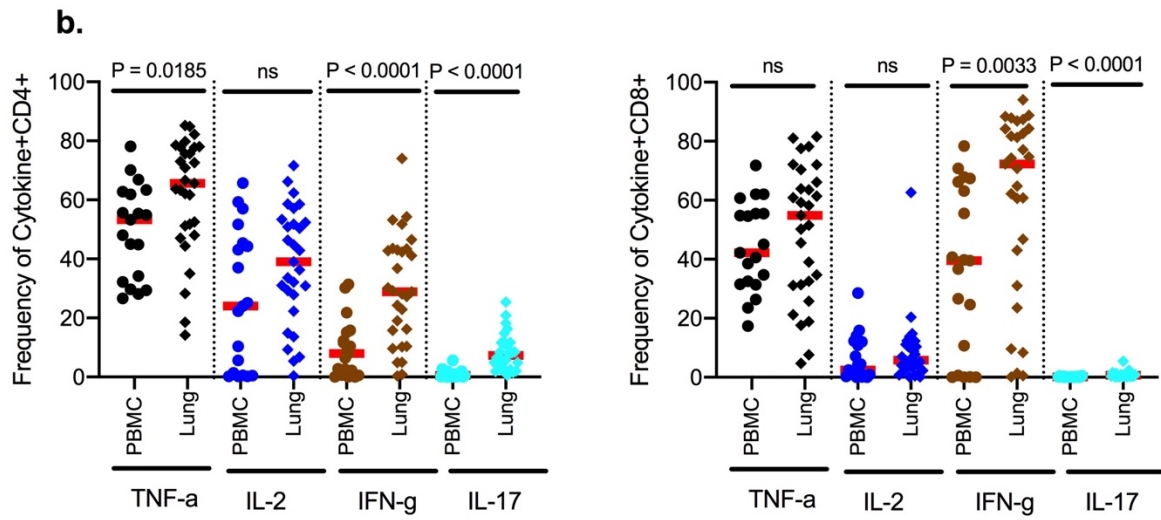 b.
P = 0.0185 ns P < 0.0001 P < 0.0001
Frequency of Cytokine+CD4+
100
80
60
40
20
0
PBMC Lung PBMC Lung PBMC Lung PBMC Lung
TNF-a IL-2 IFN-g IL-17
ns ns P = 0.0033 P < 0.0001
Frequency of Cytokine+CD8+
100
80
60
40
20
0
PBMC Lung PBMC Lung PBMC Lung PBMC Lung
TNF-a IL-2 IFN-g IL-17